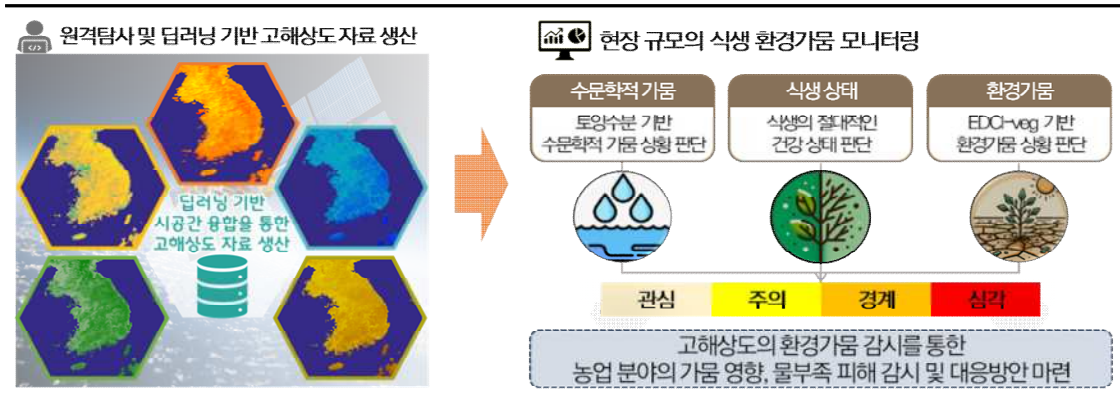 원격탐사 및 딥러닝 기반 고해상도 자료 생산
딥러닝 기반
시공간 융합을 통한
고해상도 자료 생산
현장 규모의 식생 환경가뭄 모니터링
수문학적 가뭄
토양수분 기반
수문학적 가뭄 상황 판단
식생 상태
식생의 절대적인
건강 상태 판단
환경가뭄
EDCI-veg 기반
환경가뭄 상황 판단
관심
주의
경계
심각
고해상도의 환경가뭄 감시를 통한
농업 분야의 가뭄 영향, 물부족 피해 감시 및 대응방안 마련